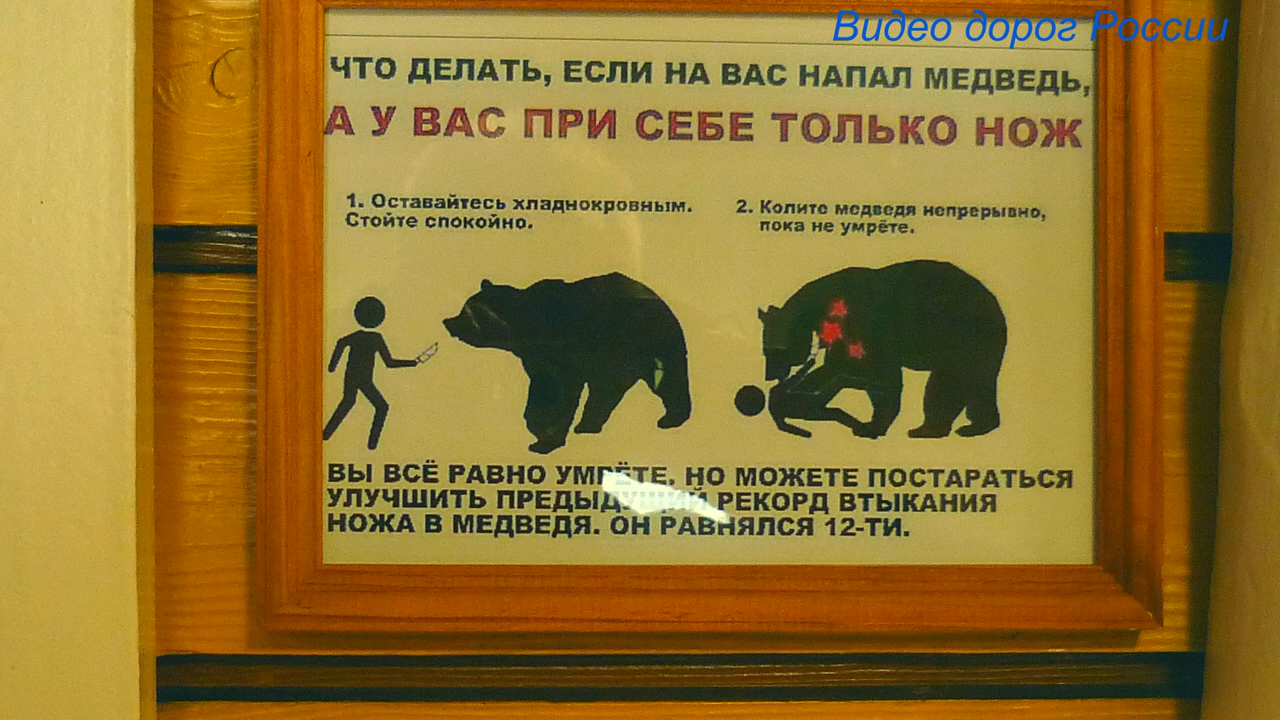 Видео дорог России
ЧТО ДЕЛАТЬ, ЕСЛИ НА ВАС НАПАЛ МЕДВЕДЬ,
А У ВАС ПРИ СЕБЕ ТОЛЬКО НОЖ
1. Оставайтесь хладнокровным.
Стойте спокойно.
2. Колите медведя непрерывно,
пока не умрёте.
ВЫ ВСЁ РАВНО УМРЁТЕ, НО МОЖЕТЕ ПОСТАРАТЬСЯ
УЛУЧШИТЬ ПРЕДЫДУЩИЙ РЕКОРД ВТЫКАНИЯ
НОЖА В МЕДВЕДЯ. ОН РАВНЯЛСЯ 12-ТИ.